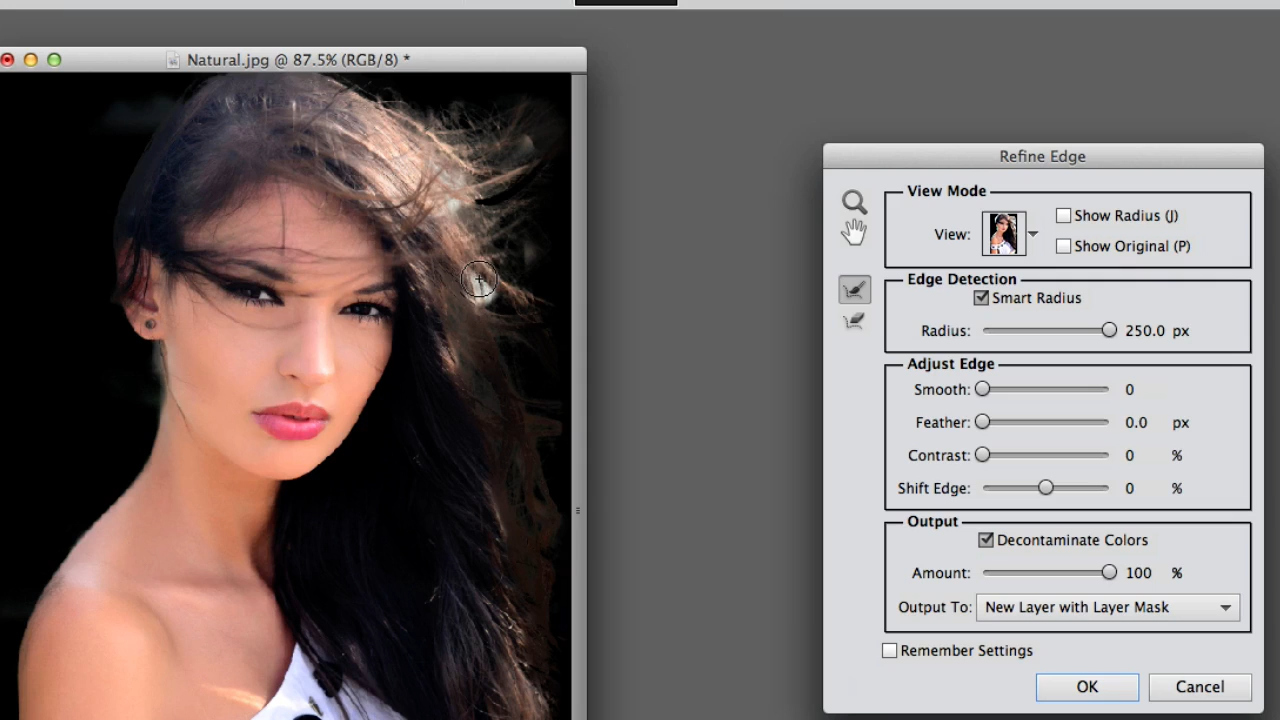 Natural.jpg @ 87.5% (RGB/8) *
Refine Edge
View Mode
View:
Show Radius (J)
Show Original (P)
Edge Detection
Smart Radius
Radius: 250.0 px
Adjust Edge
Smooth: 0
Feather: 0.0 px
Contrast: 0 %
Shift Edge: 0 %
Output
Decontaminate Colors
Amount: 100 %
Output To: New Layer with Layer Mask
Remember Settings
OK Cancel